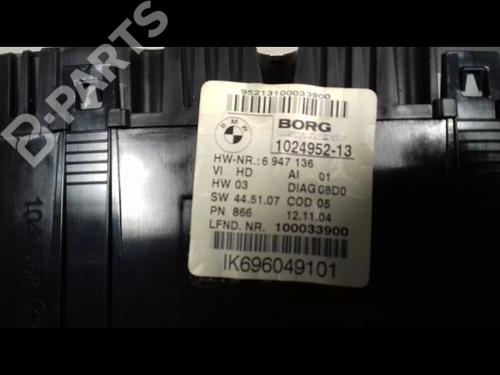 B-PARTS
95213100033900
BMW
BORG
1024952-13
HW-NR.: 6 947 136
VI HD AI 01
HW 03 DIAG 08D0
SW 44.51.07 COD 05
PN 866 12.11.04
LFND. NR. 100033900
IK696049101